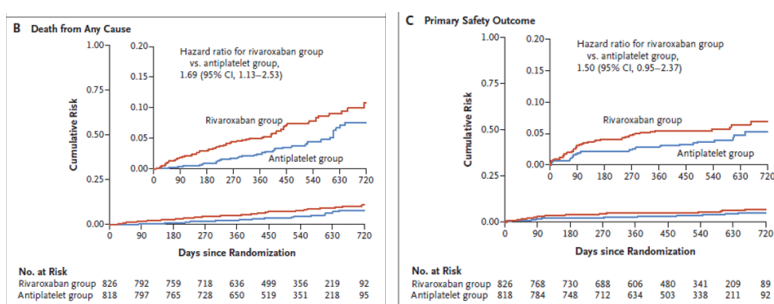 B Death from Any Cause
1.00
0.75
0.50
0.25
0.00
Cumulative Risk
0.20
0.15
0.10
0.05
0.00
Hazard ratio for rivaroxaban group
vs. antiplatelet group,
1.69 (95% CI, 1.13–2.53)
Rivaroxaban group
Antiplatelet group
0 90 180 270 360 450 540 630 720
0 90 180 270 360 450 540 630 720
Days since Randomization
No. at Risk
Rivaroxaban group 826 792 759 718 636 499 356 219 92
Antiplatelet group 818 797 765 728 650 519 351 218 95
C Primary Safety Outcome
1.00
0.75
0.50
0.25
0.00
Cumulative Risk
0.20
0.15
0.10
0.05
0.00
Hazard ratio for rivaroxaban group
vs. antiplatelet group,
1.50 (95% CI, 0.95–2.37)
Rivaroxaban group
Antiplatelet group
0 90 180 270 360 450 540 630 720
0 90 180 270 360 450 540 630 720
Days since Randomization
No. at Risk
Rivaroxaban group 826 768 730 688 606 480 341 209 89
Antiplatelet group 818 784 748 712 634 503 338 211 92